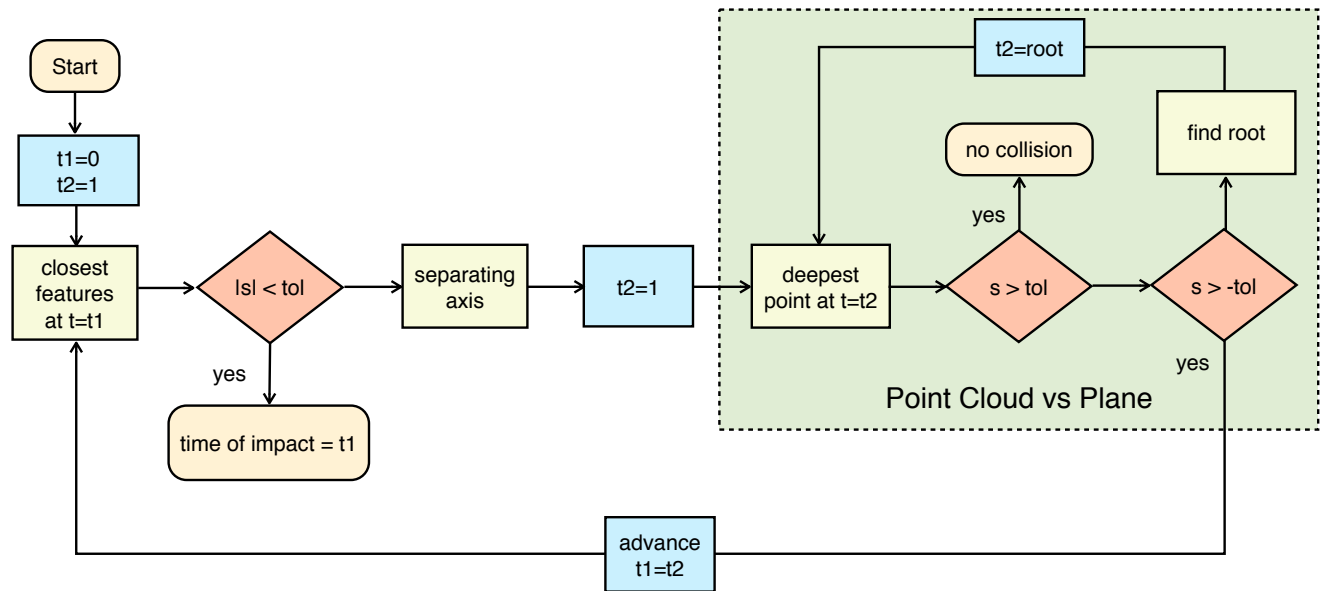 Start
t1=0
t2=1
closest
features
at t=t1
|s| < tol
yes
time of impact = t1
separating
axis
t2=1
deepest
point at t=t2
s > tol
yes
no collision
s > -tol
find root
t2=root
yes
Point Cloud vs Plane
advance
t1=t2